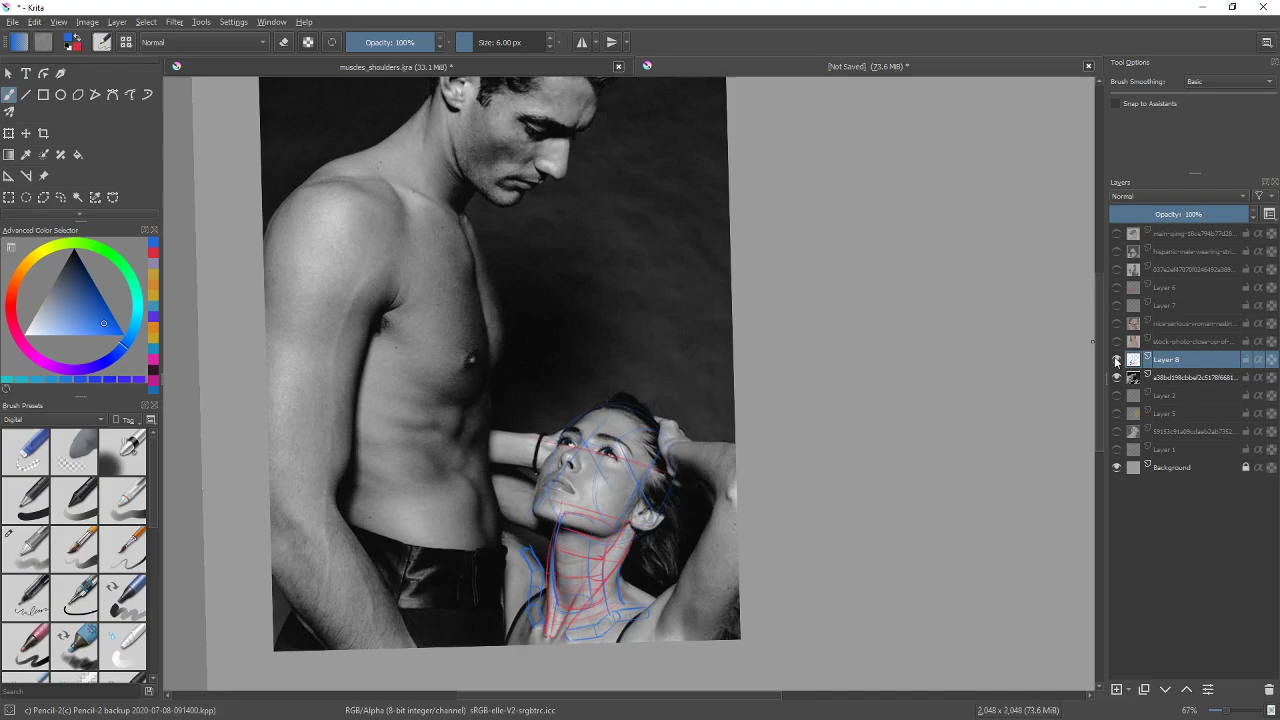 * - Krita
File Edit View Image Layer Select Filter Tools Settings Window Help
Normal Opacity: 100% Size: 6.00 px
muscles_shoulders.kra (33.1 MiB) * [Not Saved] (73.6 MiB) *
Tool Options
Brush Smoothing: Basic
Snap to Assistants
Layers
Normal
Opacity: 100%
Advanced Color Selector
Layer 6
Layer 7
Layer 8
Layer 2
Layer 5
Layer 1
Background
Brush Presets
Digital Tag
Search
c) Pencil-2(c) Pencil-2 backup 2020-07-08-091400.kpp) RGB/Alpha (8-bit integer/channel) sRGB-elle-V2-srgbtrc.icc 2,048 x 2,048 (73.6 MiB) 67%